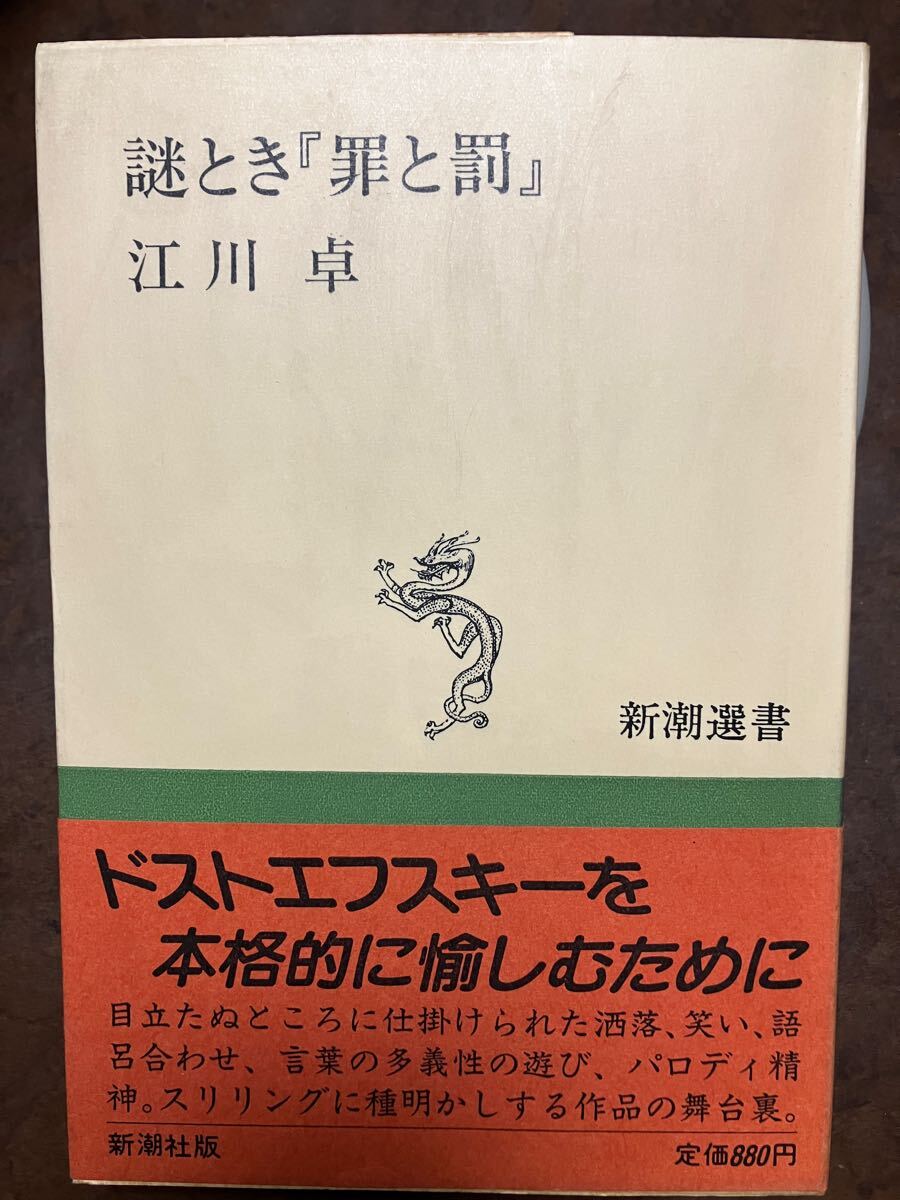 謎とき『罪と罰』
江川 卓
新潮選書
ドストエフスキーを
本格的に愉しむために
目立たぬところに仕掛けられた洒落、笑い、語
呂合わせ、言葉の多義性の遊び、パロディ精
神。スリリングに種明かしする作品の舞台裏。
新潮社版
定価880円